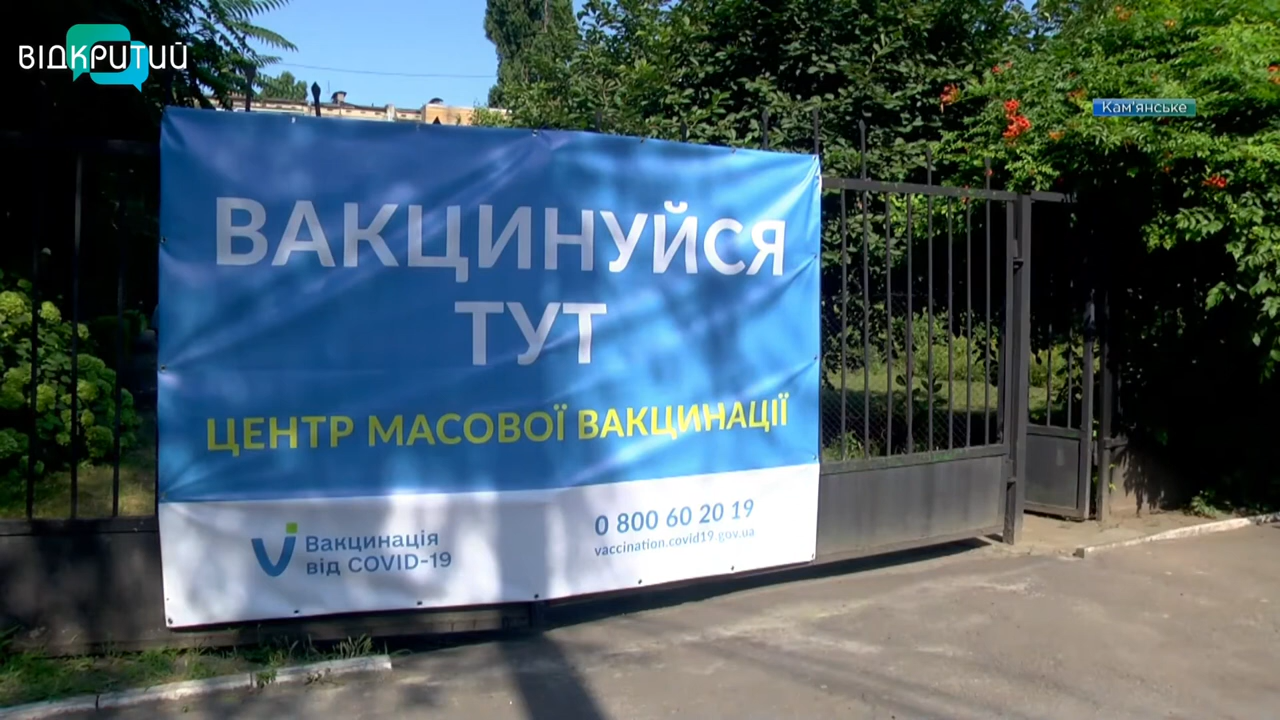 ВІДКРИТИЙ
Кам'янське
ВАКЦИНУЙСЯ
ТУТ
ЦЕНТР МАСОВОЇ ВАКЦИНАЦІЇ
Вакцинація
від COVID-19
0 800 60 20 19
vaccination.covid19.gov.ua